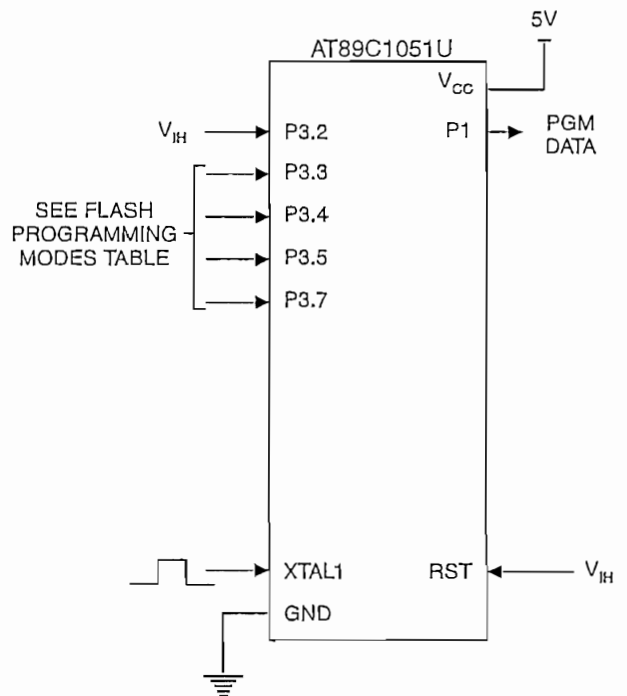 5V
AT89C1051U
VCC
VIH
P3.2
P1
PGM
DATA
P3.3
SEE FLASH
PROGRAMMING
MODES TABLE
P3.4
P3.5
P3.7
XTAL1
RST
VIH
GND